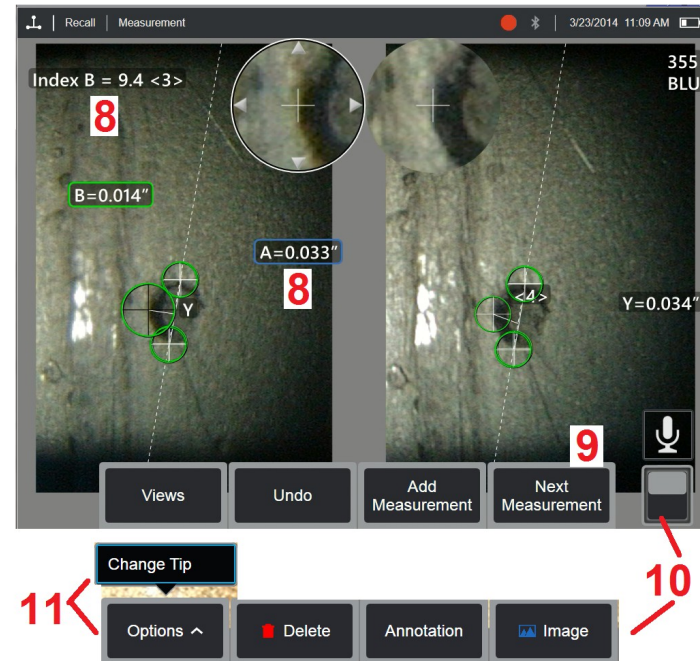 Recall | Measurement 3/23/2014 11:09 AM
Index B = 9.4 <3>
8
355
BLU
B=0.014"
A=0.033"
8
Y
<4>
Y=0.034"
9
Views
Undo
Add
Measurement
Next
Measurement
10
Change Tip
11
Options
Delete
Annotation
Image